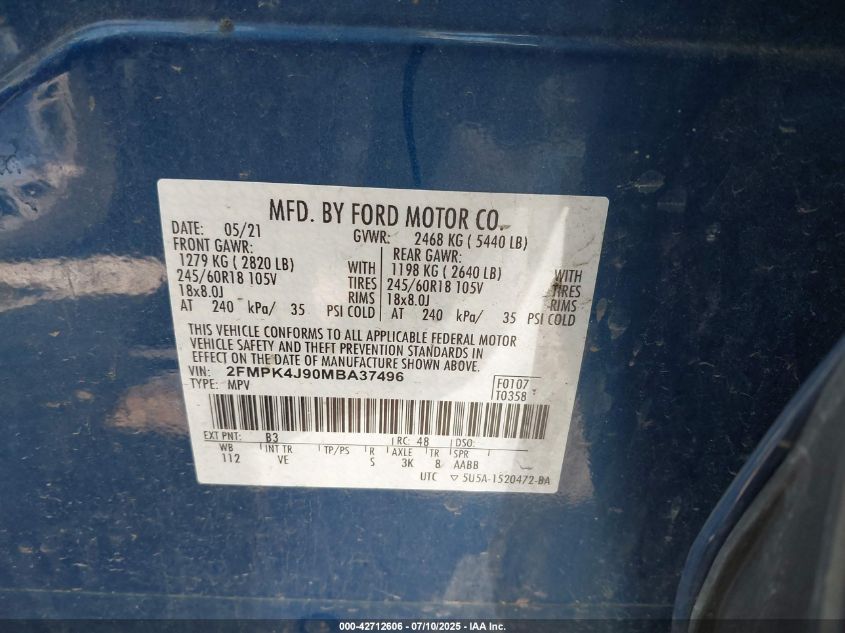 MFD. BY FORD MOTOR CO.
DATE: 05/21 GVWR: 2468 KG ( 5440 LB)
FRONT GAWR: REAR GAWR:
1279 KG ( 2820 LB) WITH 1198 KG ( 2640 LB) WITH
245/60R18 105V TIRES 245/60R18 105V TIRES
18x8.0J RIMS 18x8.0J RIMS
AT 240 kPa/ 35 PSI COLD AT 240 kPa/ 35 PSI COLD
THIS VEHICLE CONFORMS TO ALL APPLICABLE FEDERAL MOTOR
VEHICLE SAFETY AND THEFT PREVENTION STANDARDS IN
EFFECT ON THE DATE OF MANUFACTURE SHOWN ABOVE.
VIN: 2FMPK4J90MBA37496
TYPE: MPV F0107
T0358
EXT PNT: B3 RC: 48 DSO:
WB INT TR TP/PS R AXLE TR SPR
112 VE S 3K 8 AABB
UTC ▽ 5U5A-1520472-BA
000-42712606 - 07/10/2025 - IAA Inc.